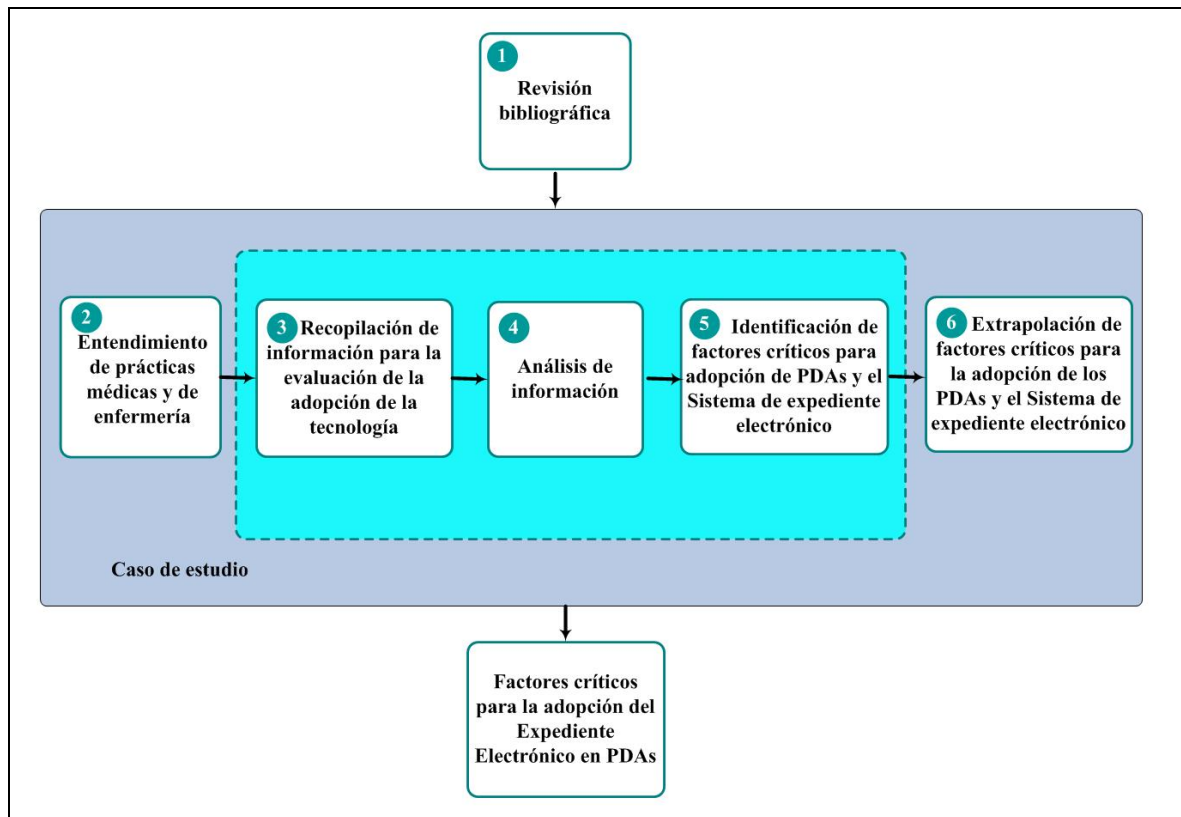 1
Revisión
bibliográfica
2
Entendimiento
de prácticas
médicas y de
enfermería
3 Recopilación de
información para la
evaluación de la
adopción de la
tecnología
4
Análisis de
información
5 Identificación de
factores críticos para
adopción de PDAs y el
Sistema de expediente
electrónico
6 Extrapolación de
factores críticos para
la adopción de los
PDAs y el Sistema de
expediente electrónico
Caso de estudio
Factores críticos
para la adopción del
Expediente
Electrónico en PDAs